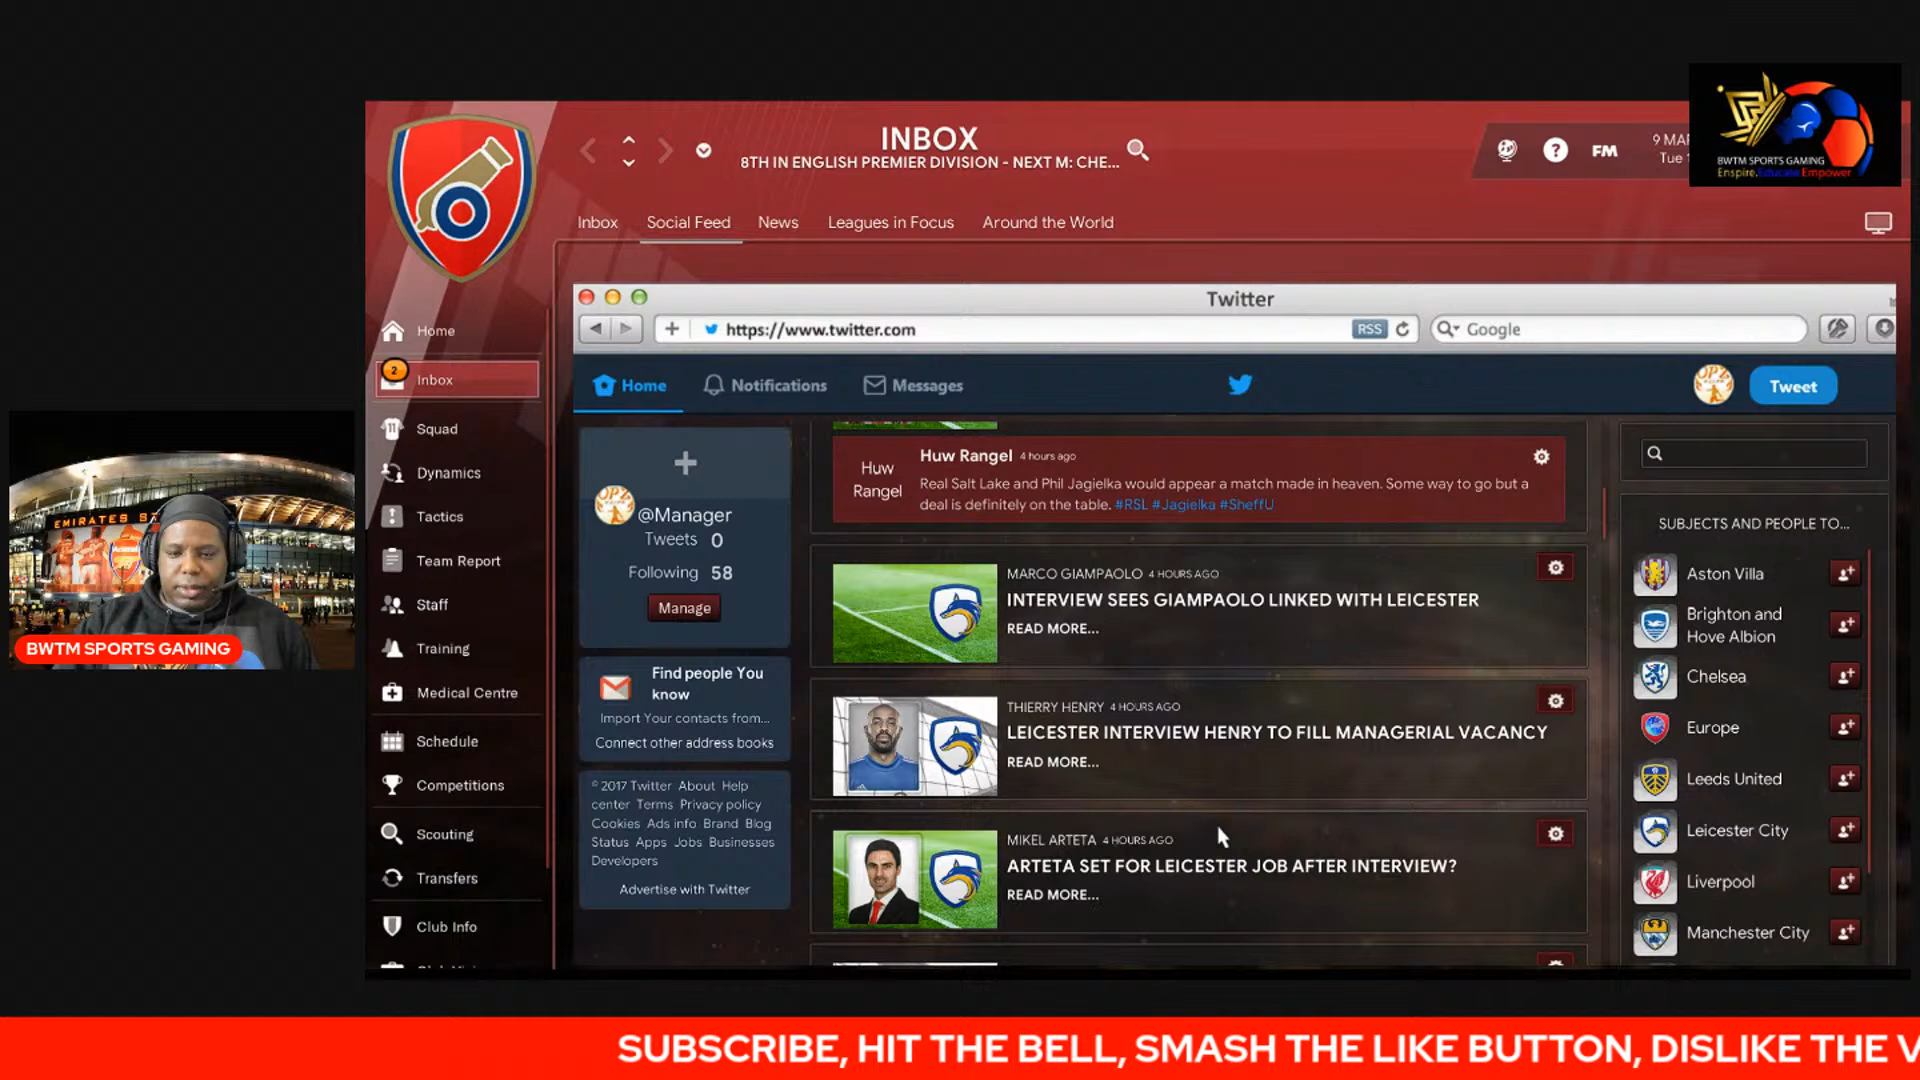 INBOX
8TH IN ENGLISH PREMIER DIVISION - NEXT M: CHE...
FM
9 MAR
Tue
BWTM SPORTS GAMING
Enspire.Educate.Empower
Inbox
Social Feed
News
Leagues in Focus
Around the World
Home
2
Inbox
Squad
Dynamics
Tactics
Team Report
Staff
Training
Medical Centre
Schedule
Competitions
Scouting
Transfers
Club Info
Twitter
https://www.twitter.com
RSS
Google
Home
Notifications
Messages
Tweet
@Manager
Tweets 0
Following 58
Manage
Find people You
know
Import Your contacts from...
Connect other address books
© 2017 Twitter About Help
center Terms Privacy policy
Cookies Ads info Brand Blog
Status Apps Jobs Businesses
Developers
Advertise with Twitter
Huw
Rangel
Huw Rangel 4 hours ago
Real Salt Lake and Phil Jagielka would appear a match made in heaven. Some way to go but a
deal is definitely on the table. #RSL #Jagielka #SheffU
MARCO GIAMPAOLO 4 HOURS AGO
INTERVIEW SEES GIAMPAOLO LINKED WITH LEICESTER
READ MORE...
THIERRY HENRY 4 HOURS AGO
LEICESTER INTERVIEW HENRY TO FILL MANAGERIAL VACANCY
READ MORE...
MIKEL ARTETA 4 HOURS AGO
ARTETA SET FOR LEICESTER JOB AFTER INTERVIEW?
READ MORE...
SUBJECTS AND PEOPLE TO...
Aston Villa
Brighton and
Hove Albion
Chelsea
Europe
Leeds United
Leicester City
Liverpool
Manchester City
EMIRATES
Arsenal
BWTM SPORTS GAMING
SUBSCRIBE, HIT THE BELL, SMASH THE LIKE BUTTON, DISLIKE THE V